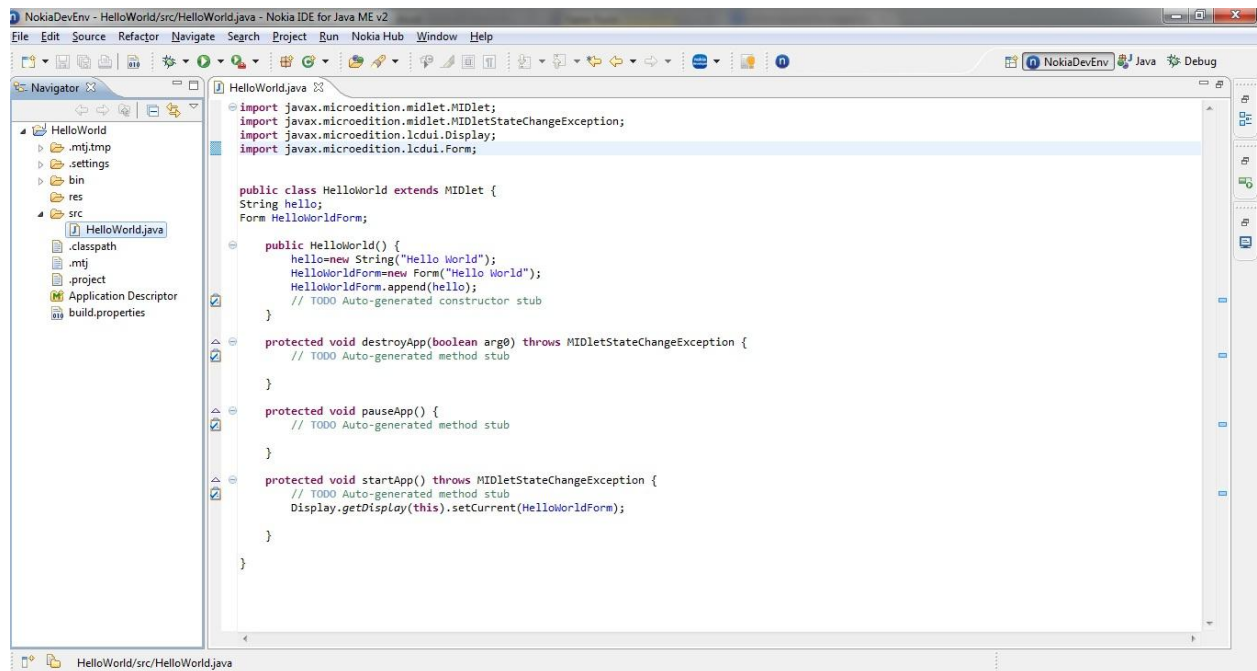 NokiaDevEnv - HelloWorld/src/HelloWorld.java - Nokia IDE for Java ME v2
File Edit Source Refactor Navigate Search Project Run Nokia Hub Window Help
NokiaDevEnv Java Debug
Navigator
HelloWorld
.mtj.tmp
.settings
bin
res
src
HelloWorld.java
.classpath
.mtj
.project
Application Descriptor
build.properties
HelloWorld.java
import javax.microedition.midlet.MIDlet;
import javax.microedition.midlet.MIDletStateChangeException;
import javax.microedition.lcdui.Display;
import javax.microedition.lcdui.Form;
public class HelloWorld extends MIDlet {
String hello;
Form HelloWorldForm;
public HelloWorld() {
hello=new String("Hello World");
HelloWorldForm=new Form("Hello World");
HelloWorldForm.append(hello);
// TODO Auto-generated constructor stub
}
protected void destroyApp(boolean arg0) throws MIDletStateChangeException {
// TODO Auto-generated method stub
}
protected void pauseApp() {
// TODO Auto-generated method stub
}
protected void startApp() throws MIDletStateChangeException {
// TODO Auto-generated method stub
Display.getDisplay(this).setCurrent(HelloWorldForm);
}
}
HelloWorld/src/HelloWorld.java